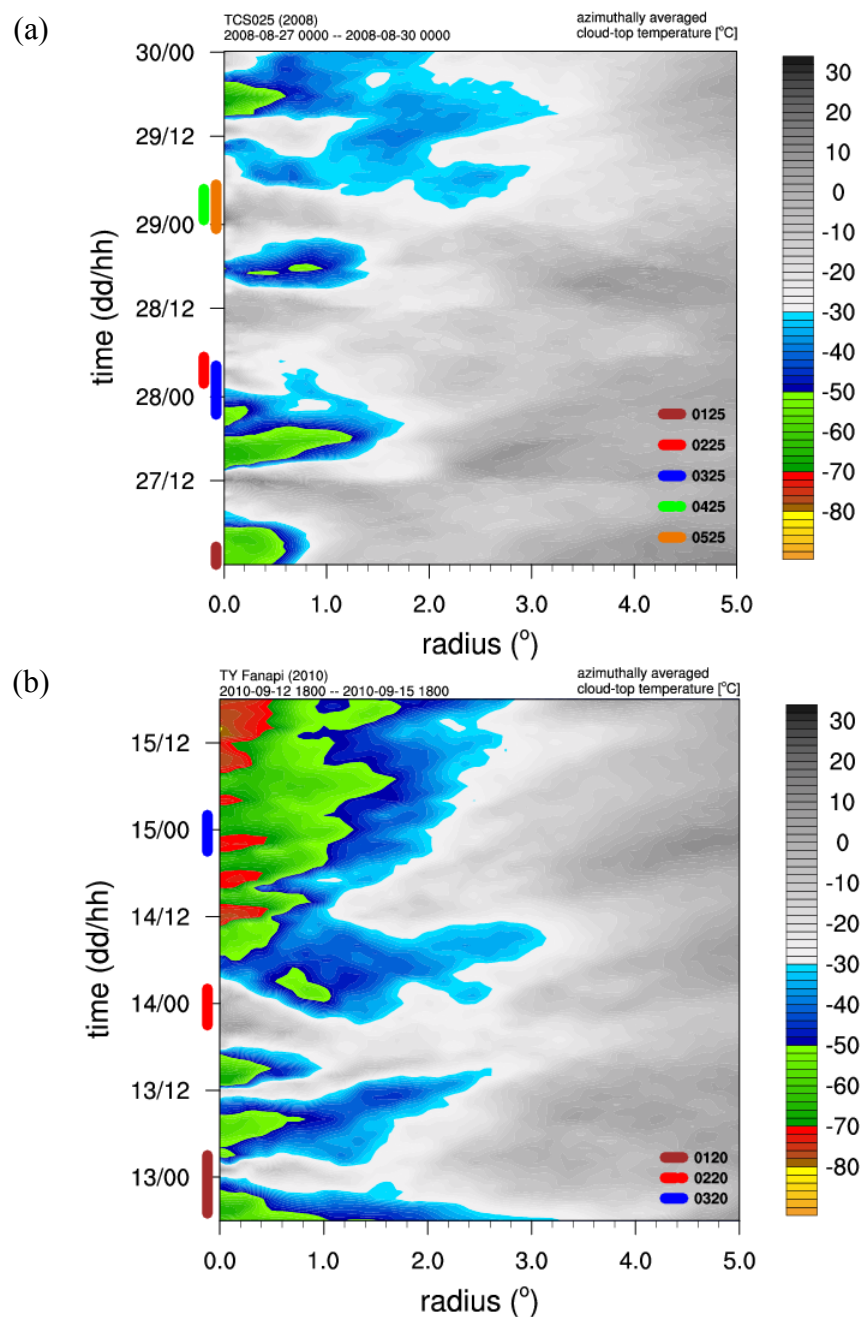 (a)
TCS025 (2008)
2008-08-27 0000 -- 2008-08-30 0000
azimuthally averaged
cloud-top temperature [°C]
30/00
29/12
29/00
28/12
28/00
27/12
time (dd/hh)
0125
0225
0325
0425
0525
0.0 1.0 2.0 3.0 4.0 5.0
radius (°)
30
20
10
0
-10
-20
-30
-40
-50
-60
-70
-80
(b)
TY Fanapi (2010)
2010-09-12 1800 -- 2010-09-15 1800
azimuthally averaged
cloud-top temperature [°C]
15/12
15/00
14/12
14/00
13/12
13/00
time (dd/hh)
0120
0220
0320
0.0 1.0 2.0 3.0 4.0 5.0
radius (°)
30
20
10
0
-10
-20
-30
-40
-50
-60
-70
-80